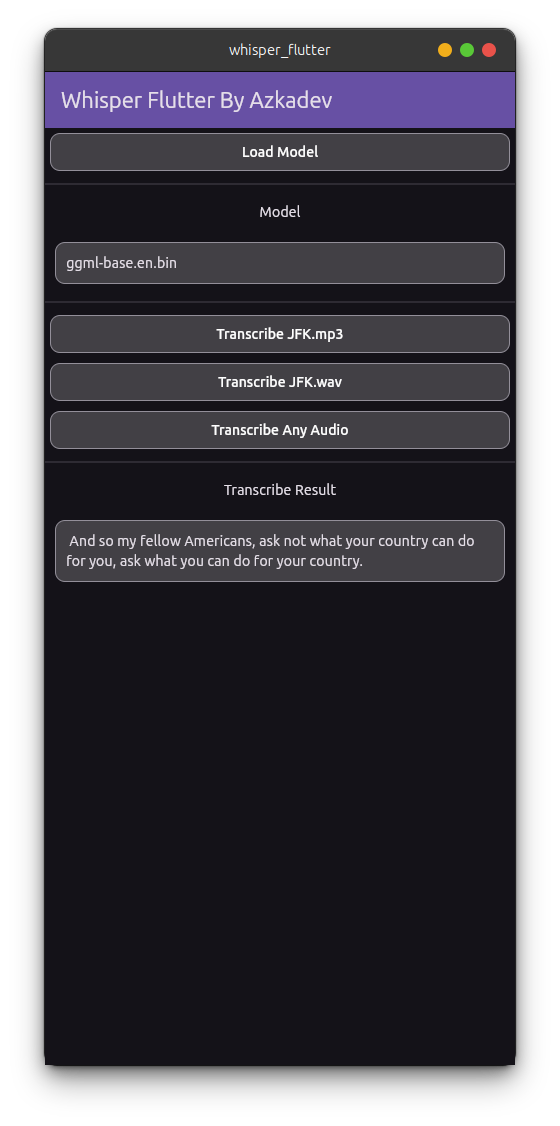 whisper_flutter
Whisper Flutter By Azkadev
Load Model
Model
ggml-base.en.bin
Transcribe JFK.mp3
Transcribe JFK.wav
Transcribe Any Audio
Transcribe Result
And so my fellow Americans, ask not what your country can do
for you, ask what you can do for your country.